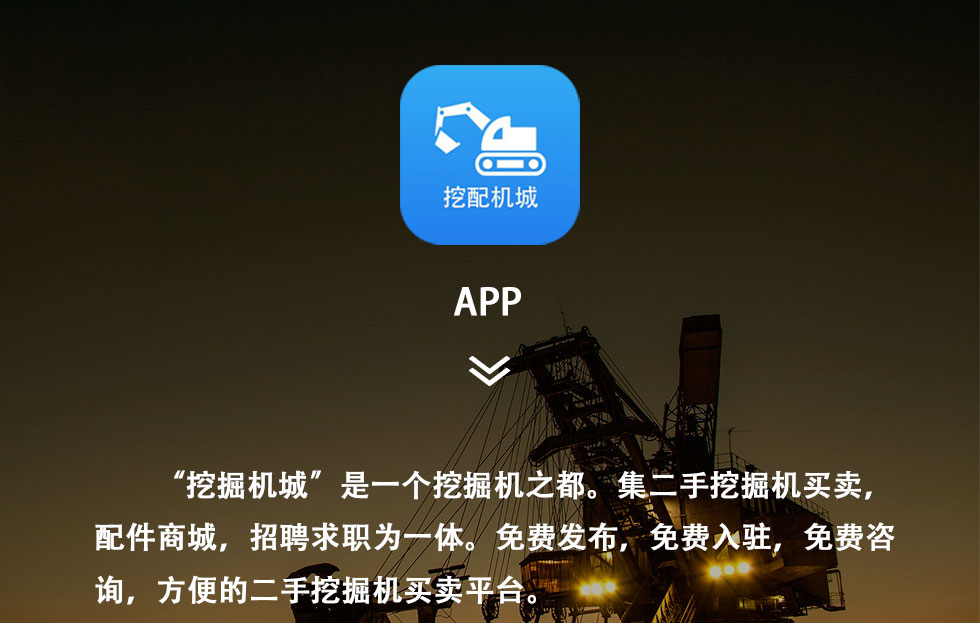 挖配机城
APP
“挖掘机城”是一个挖掘机之都。集二手挖掘机买卖，
配件商城，招聘求职为一体。免费发布，免费入驻，免费咨
询，方便的二手挖掘机买卖平台。